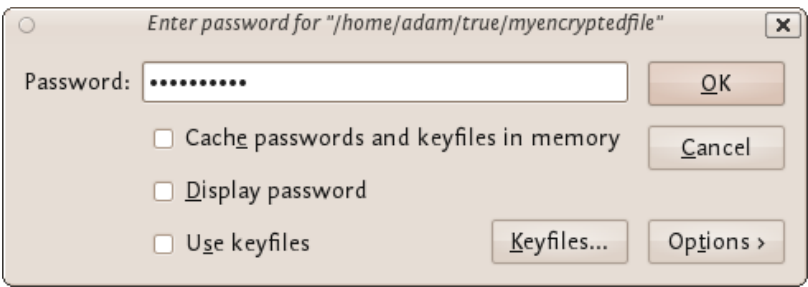 Enter password for "/home/adam/true/myencryptedfile"
Password: •••••••••• OK
Cache passwords and keyfiles in memory
Cancel
Display password
Use keyfiles Keyfiles... Options ›